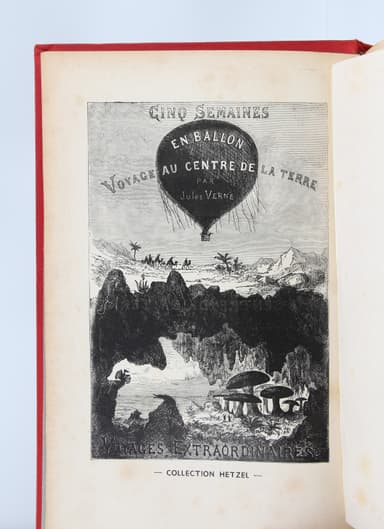 CINQ SEMAINES
EN BALLON
VOYAGE AU CENTRE DE LA TERRE
PAR
JULES VERNE
VOYAGES EXTRAORDINAIRES
— COLLECTION HETZEL —